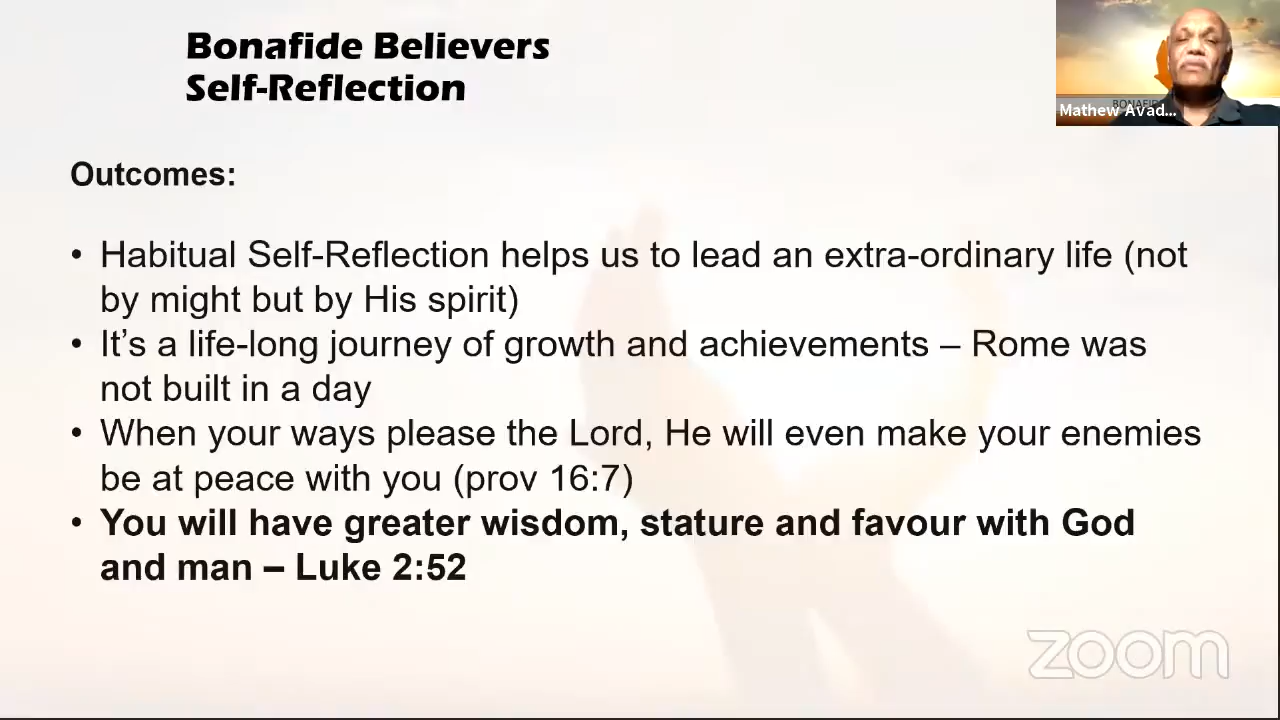 Bonafide Believers
Self-Reflection
Mathew Avad...
Outcomes:
• Habitual Self-Reflection helps us to lead an extra-ordinary life (not
by might but by His spirit)
• It’s a life-long journey of growth and achievements – Rome was
not built in a day
• When your ways please the Lord, He will even make your enemies
be at peace with you (prov 16:7)
• You will have greater wisdom, stature and favour with God
and man – Luke 2:52
zoom